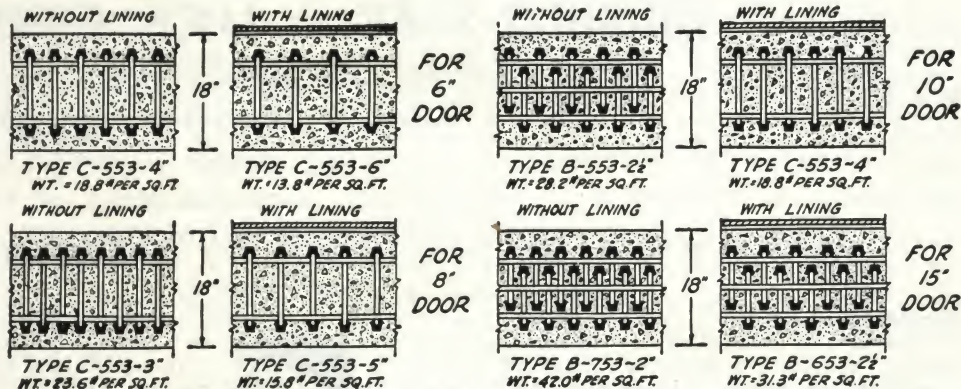 WITHOUT LINING
WITH LINING
18"
FOR
6"
DOOR
TYPE C-553-4"
WT. = 18.8# PER SQ.FT.
TYPE C-553-6"
WT. = 13.8# PER SQ.FT.
WITHOUT LINING
WITH LINING
18"
FOR
10"
DOOR
TYPE B-553-2½"
WT. = 28.2# PER SQ.FT.
TYPE C-553-4"
WT. = 18.8# PER SQ.FT.
WITHOUT LINING
WITH LINING
18"
FOR
8"
DOOR
TYPE C-553-3"
WT. = 23.6# PER SQ.FT.
TYPE C-553-5"
WT. = 15.8# PER SQ.FT.
WITHOUT LINING
WITH LINING
18"
FOR
15"
DOOR
TYPE B-753-2"
WT. = 42.0# PER SQ.FT.
TYPE B-653-2½"
WT. = 31.3# PER SQ.FT.